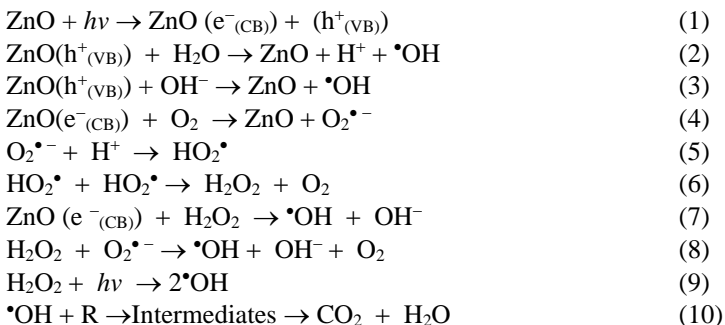 ZnO + hν → ZnO (e⁻(CB)) + (h⁺(VB)) (1)
ZnO(h⁺(VB)) + H₂O → ZnO + H⁺ + •OH (2)
ZnO(h⁺(VB)) + OH⁻ → ZnO + •OH (3)
ZnO(e⁻(CB)) + O₂ → ZnO + O₂•⁻ (4)
O₂•⁻ + H⁺ → HO₂• (5)
HO₂• + HO₂• → H₂O₂ + O₂ (6)
ZnO (e ⁻(CB)) + H₂O₂ → •OH + OH⁻ (7)
H₂O₂ + O₂•⁻ → •OH + OH⁻ + O₂ (8)
H₂O₂ + hν → 2•OH (9)
•OH + R →Intermediates → CO₂ + H₂O (10)